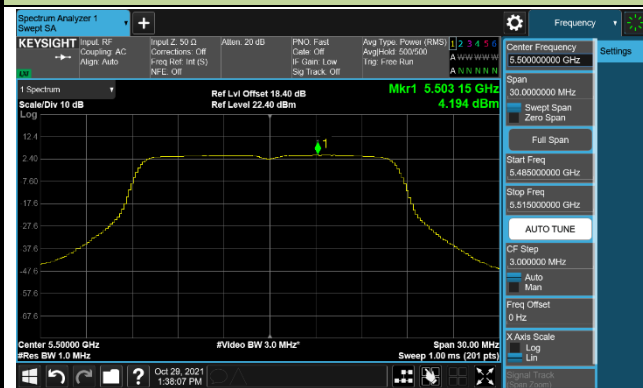 Spectrum Analyzer 1
Swept SA
Frequency
KEYSIGHT
Input: RF
Coupling: AC
Align: Auto
Input Z: 50 Ω
Corrections: Off
Freq Ref: Int (S)
NFE: Off
Atten: 20 dB
PNO: Fast
Gate: Off
IF Gain: Low
Sig Track: Off
Avg Type: Power (RMS)
Avg|Hold: 500/500
Trig: Free Run
1 2 3 4 5 6
A W W W W W
A N N N N N
1 Spectrum
Scale/Div 10 dB
Log
Ref Lvl Offset 18.40 dB
Ref Level 22.40 dBm
Mkr1 5.503 15 GHz
4.194 dBm
1
12.4
2.40
-7.60
-17.6
-27.6
-37.6
-47.6
-57.6
-67.6
Center 5.50000 GHz
#Res BW 1.0 MHz
#Video BW 3.0 MHz*
Span 30.00 MHz
Sweep 1.00 ms (201 pts)
Center Frequency
5.500000000 GHz
Settings
Span
30.0000000 MHz
Swept Span
Zero Span
Full Span
Start Freq
5.485000000 GHz
Stop Freq
5.515000000 GHz
AUTO TUNE
CF Step
3.000000 MHz
Auto
Man
Freq Offset
0 Hz
X Axis Scale
Log
Lin
Signal Track
(Span Zoom)
Oct 29, 2021
1:38:07 PM